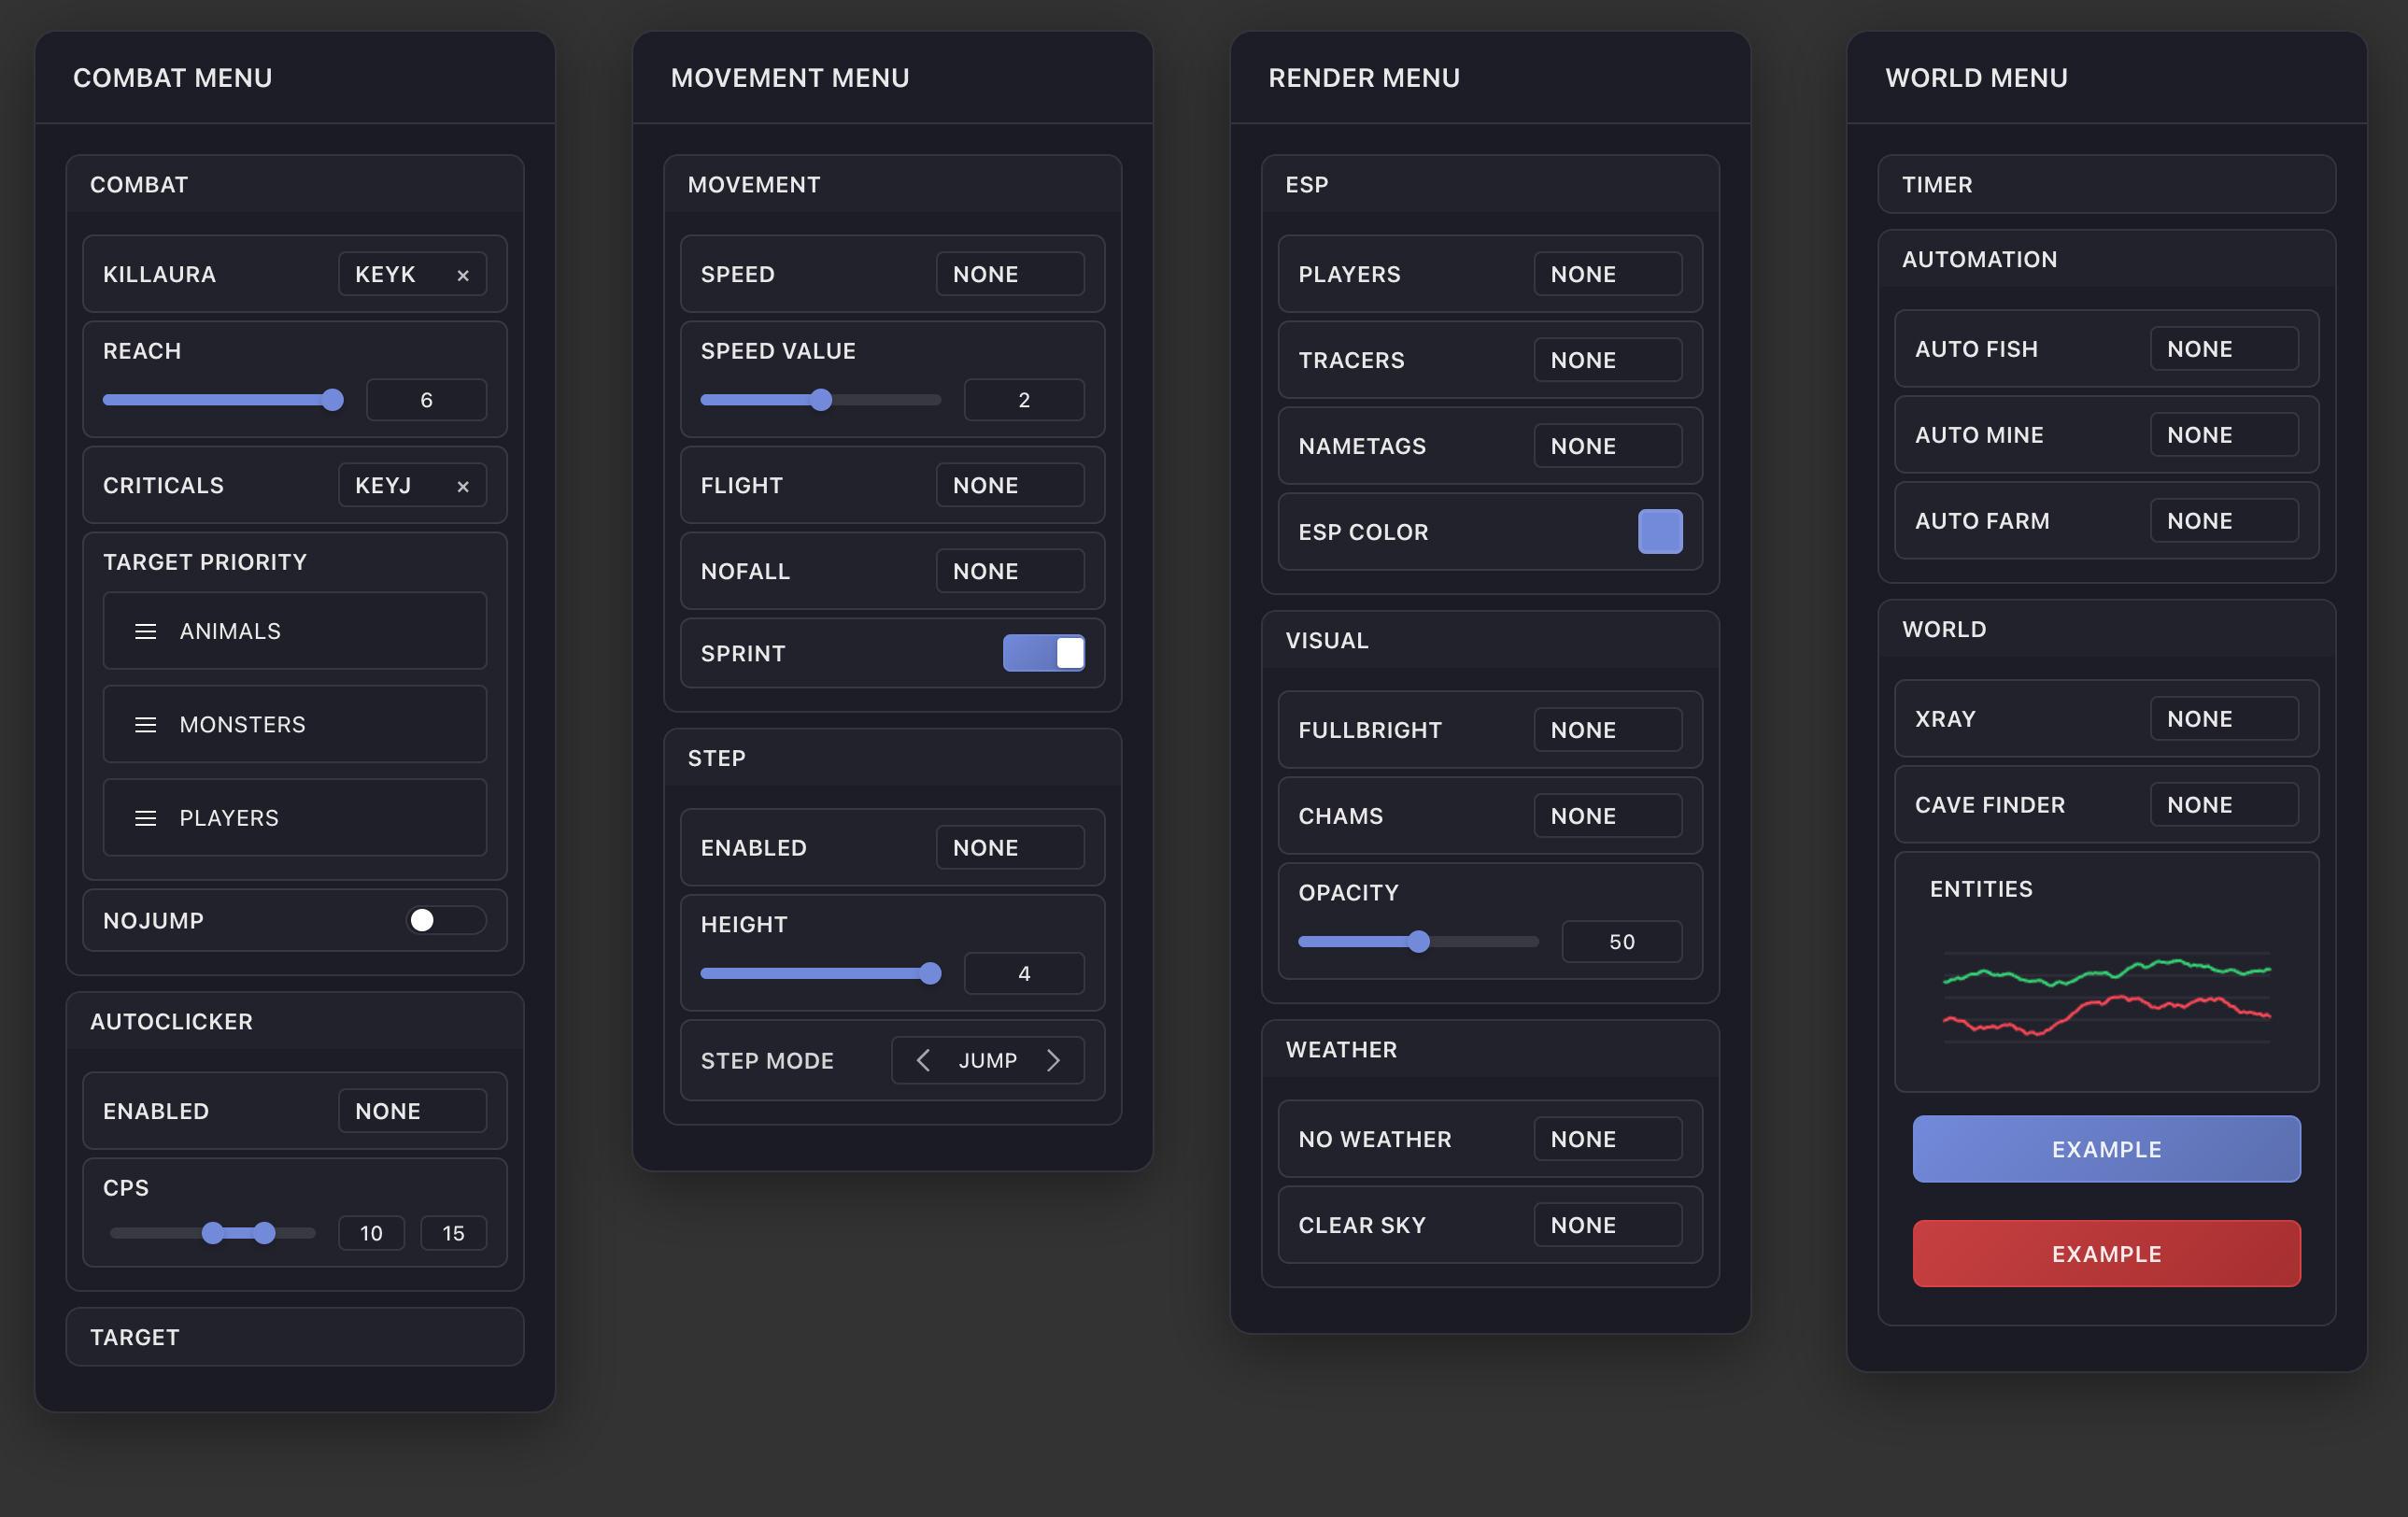 COMBAT MENU
COMBAT
KILLAURA KEYK ×
REACH
6
CRITICALS KEYJ ×
TARGET PRIORITY
ANIMALS
MONSTERS
PLAYERS
NOJUMP
AUTOCLICKER
ENABLED NONE
CPS
10 15
TARGET
MOVEMENT MENU
MOVEMENT
SPEED NONE
SPEED VALUE
2
FLIGHT NONE
NOFALL NONE
SPRINT
STEP
ENABLED NONE
HEIGHT
4
STEP MODE JUMP
RENDER MENU
ESP
PLAYERS NONE
TRACERS NONE
NAMETAGS NONE
ESP COLOR
VISUAL
FULLBRIGHT NONE
CHAMS NONE
OPACITY
50
WEATHER
NO WEATHER NONE
CLEAR SKY NONE
WORLD MENU
TIMER
AUTOMATION
AUTO FISH NONE
AUTO MINE NONE
AUTO FARM NONE
WORLD
XRAY NONE
CAVE FINDER NONE
ENTITIES
EXAMPLE
EXAMPLE